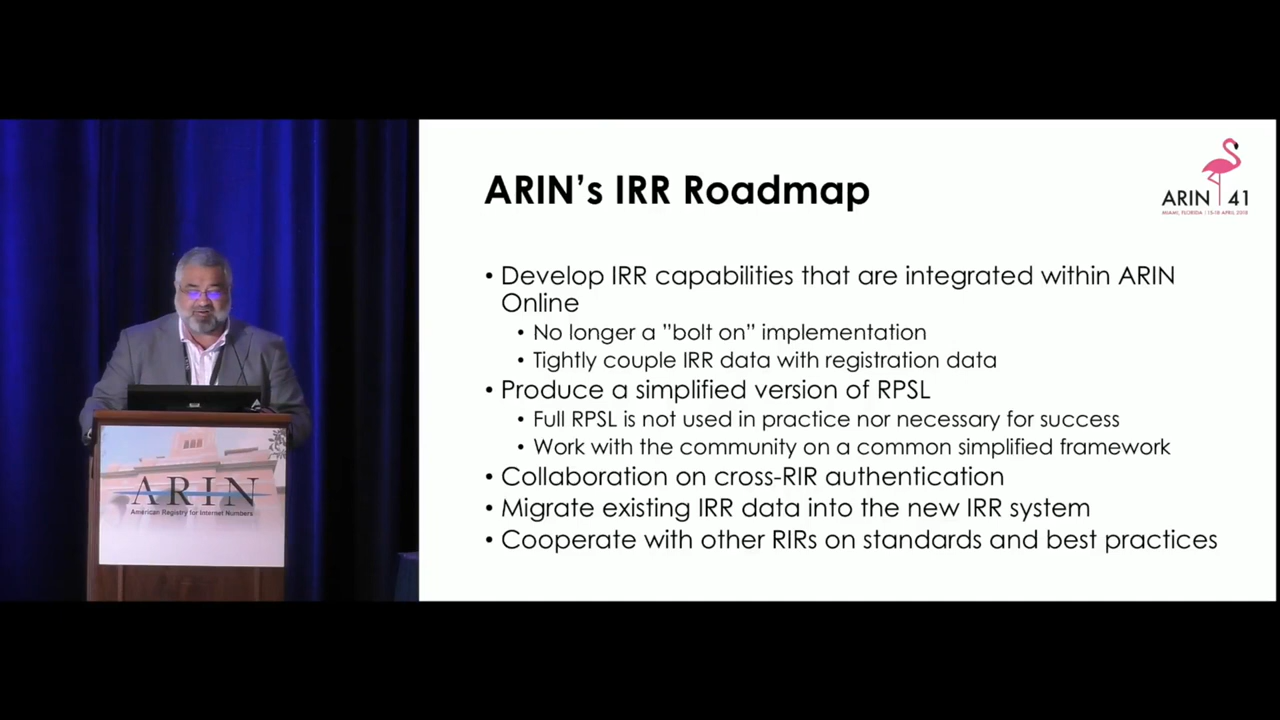 ARIN's IRR Roadmap
ARIN 41
MIAMI, FLORIDA | 15-18 APRIL 2018
• Develop IRR capabilities that are integrated within ARIN
Online
• No longer a ”bolt on” implementation
• Tightly couple IRR data with registration data
• Produce a simplified version of RPSL
• Full RPSL is not used in practice nor necessary for success
• Work with the community on a common simplified framework
• Collaboration on cross-RIR authentication
• Migrate existing IRR data into the new IRR system
• Cooperate with other RIRs on standards and best practices
ARIN
American Registry for Internet Numbers